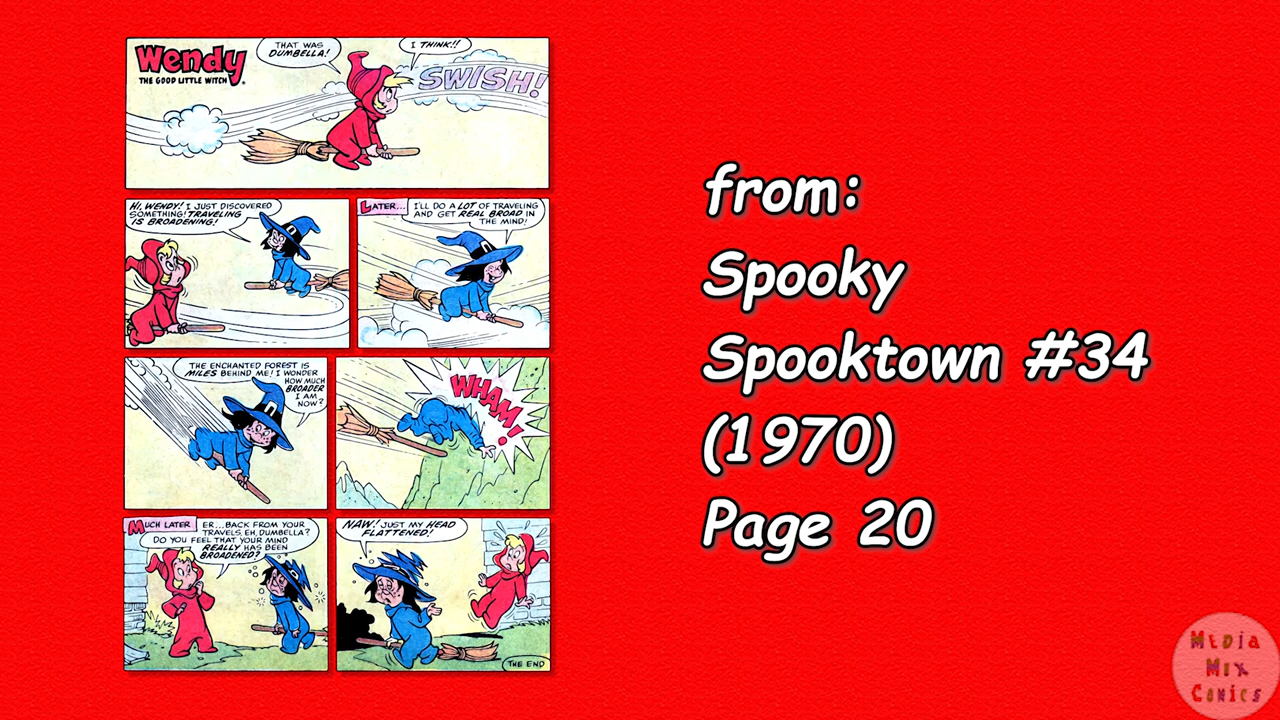 Wendy
THE GOOD LITTLE WITCH.
THAT WAS
DUMBELLA!
I THINK!!
SWISH!
HI, WENDY! I JUST DISCOVERED
SOMETHING! TRAVELING
IS BROADENING!
LATER...
I'LL DO A LOT OF TRAVELING
AND GET REAL BROAD IN
THE MIND!
THE ENCHANTED FOREST IS
MILES BEHIND ME! I WONDER
HOW MUCH
BROADER
I AM
NOW?
WHAM!
MUCH LATER
ER...BACK FROM YOUR
TRAVELS, EH, DUMBELLA?
DO YOU FEEL THAT YOUR MIND
REALLY HAS BEEN
BROADENED?
NAW! JUST MY HEAD
FLATTENED!
THE END
from:
Spooky
Spooktown #34
(1970)
Page 20
MEDIA
MIX
COMICS